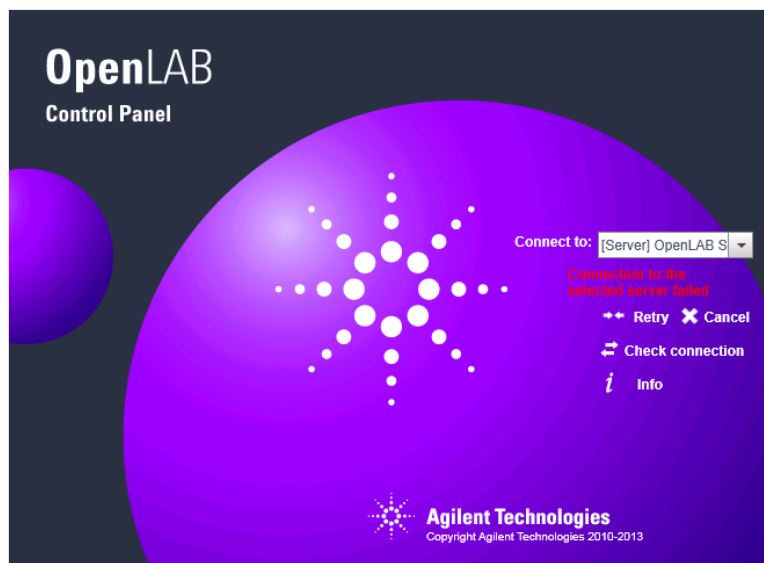 OpenLAB
Control Panel
Connect to: [Server] OpenLAB S
Connection to the
selected server failed
Retry Cancel
Check connection
i Info
Agilent Technologies
Copyright Agilent Technologies 2010-2013